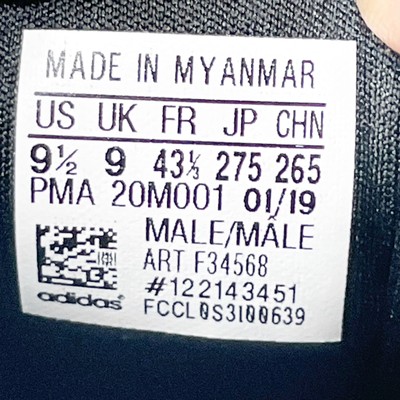 MADE IN MYANMAR
US UK FR JP CHN
9½ 9 43⅓ 275 265
PMA 20M001 01/19
MALE/MÂLE
ART F34568
#122143451
adidas
FCCL0S3I00639